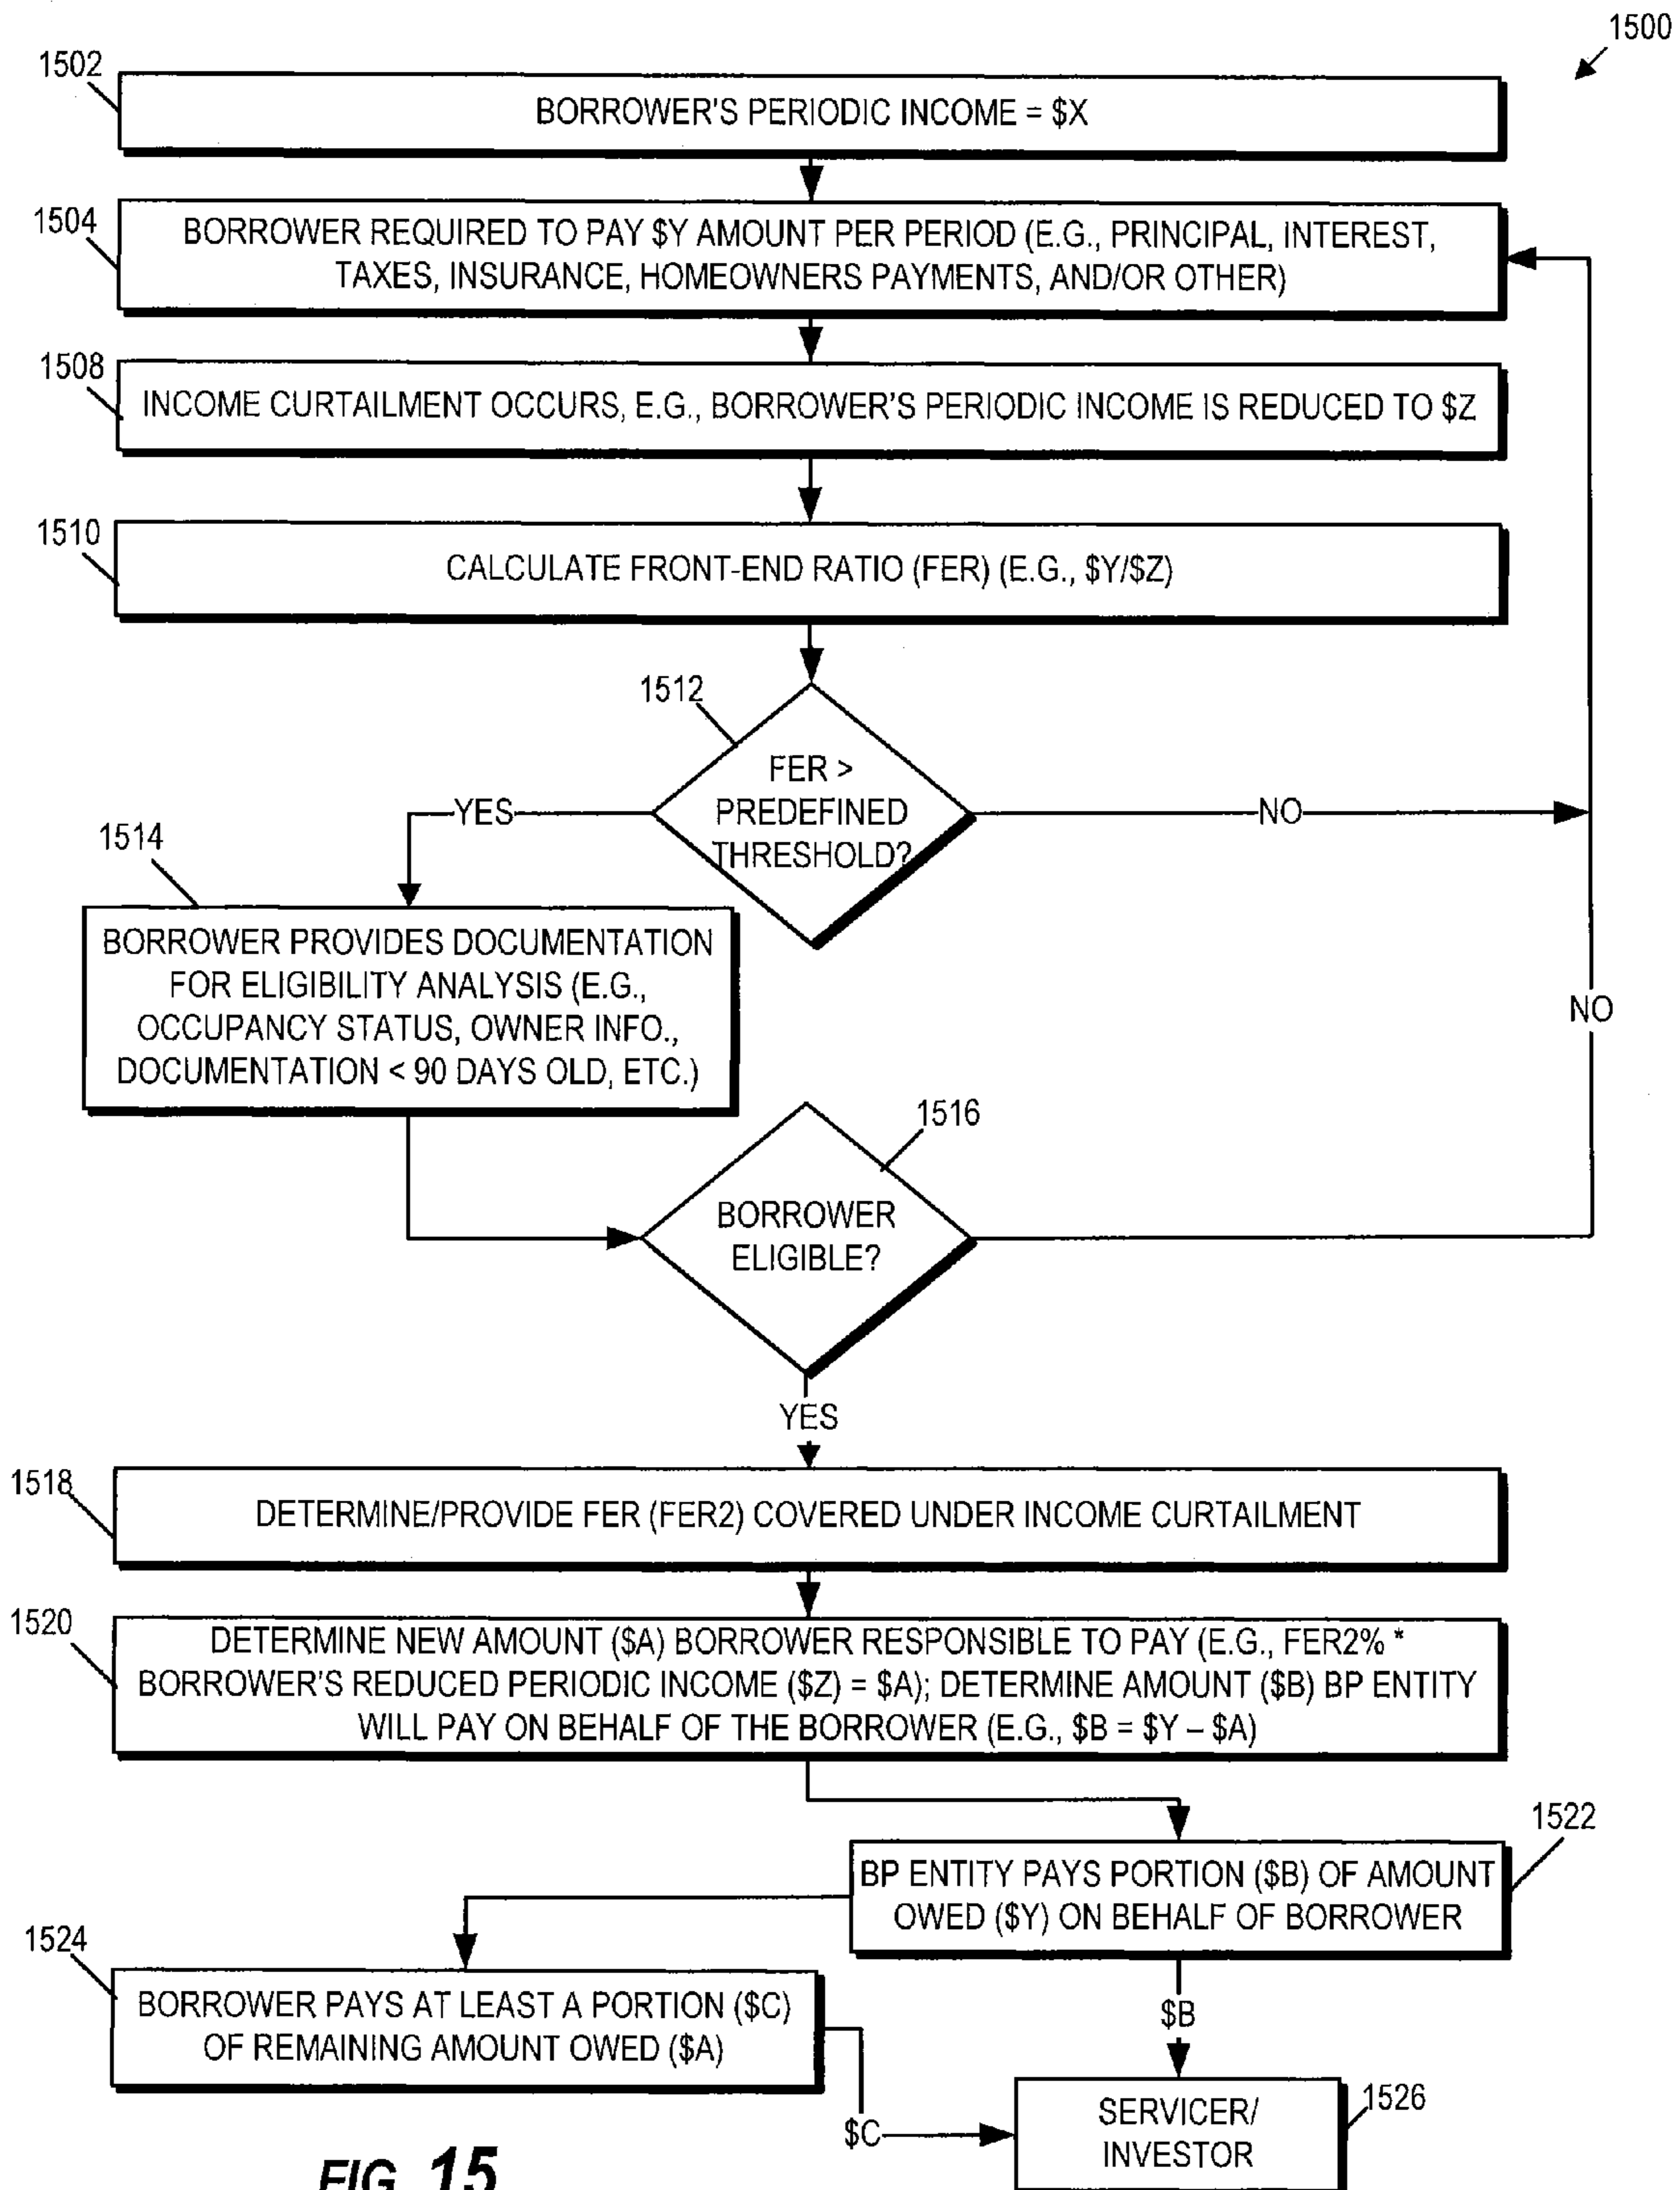 1500
1502
BORROWER'S PERIODIC INCOME = $X
1504
BORROWER REQUIRED TO PAY $Y AMOUNT PER PERIOD (E.G., PRINCIPAL, INTEREST,
TAXES, INSURANCE, HOMEOWNERS PAYMENTS, AND/OR OTHER)
1508
INCOME CURTAILMENT OCCURS, E.G., BORROWER'S PERIODIC INCOME IS REDUCED TO $Z
1510
CALCULATE FRONT-END RATIO (FER) (E.G., $Y/$Z)
1512
FER >
PREDEFINED
THRESHOLD?
YES
NO
1514
BORROWER PROVIDES DOCUMENTATION
FOR ELIGIBILITY ANALYSIS (E.G.,
OCCUPANCY STATUS, OWNER INFO.,
DOCUMENTATION < 90 DAYS OLD, ETC.)
NO
1516
BORROWER
ELIGIBLE?
YES
1518
DETERMINE/PROVIDE FER (FER2) COVERED UNDER INCOME CURTAILMENT
1520
DETERMINE NEW AMOUNT ($A) BORROWER RESPONSIBLE TO PAY (E.G., FER2% *
BORROWER'S REDUCED PERIODIC INCOME ($Z) = $A); DETERMINE AMOUNT ($B) BP ENTITY
WILL PAY ON BEHALF OF THE BORROWER (E.G., $B = $Y – $A)
1522
BP ENTITY PAYS PORTION ($B) OF AMOUNT
OWED ($Y) ON BEHALF OF BORROWER
1524
BORROWER PAYS AT LEAST A PORTION ($C)
OF REMAINING AMOUNT OWED ($A)
$B
$C
1526
SERVICER/
INVESTOR
FIG. 15